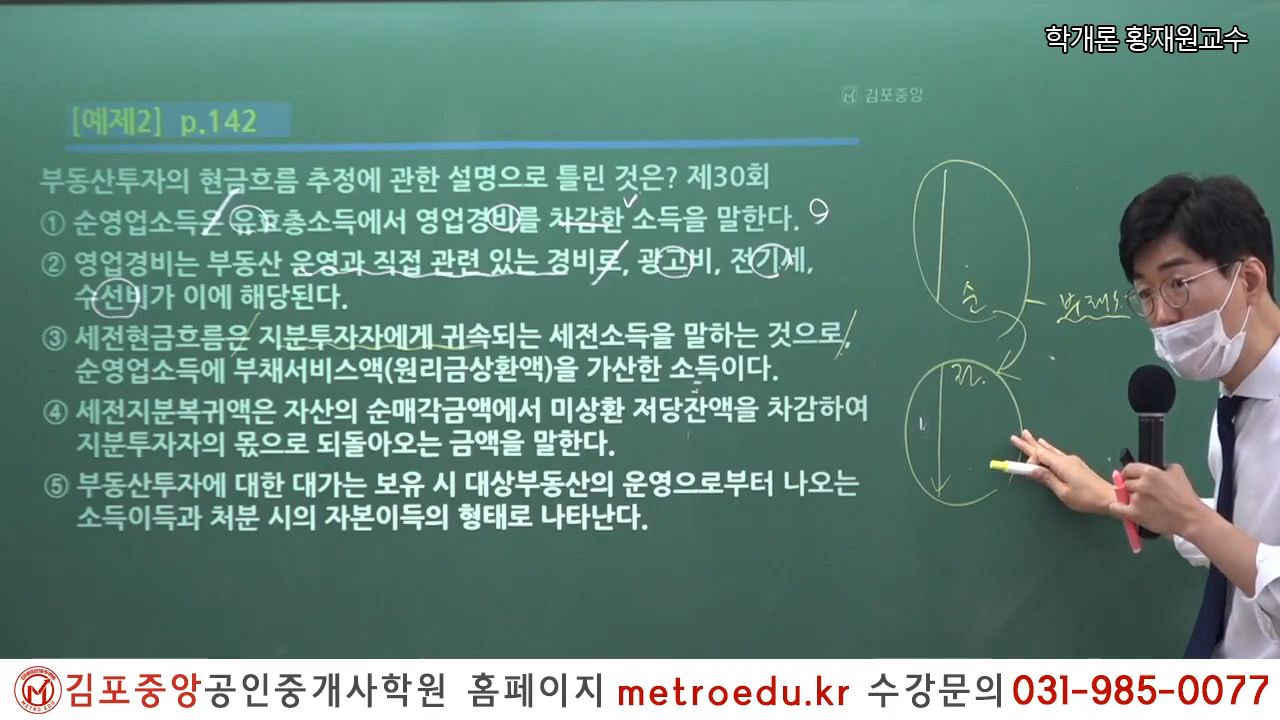 학개론 황재원교수
김포중앙
[예제2] p.142
부동산투자의 현금흐름 추정에 관한 설명으로 틀린 것은? 제30회
① 순영업소득은 유효총소득에서 영업경비를 차감한 소득을 말한다.
② 영업경비는 부동산 운영과 직접 관련 있는 경비로, 광고비, 전기세,
수선비가 이에 해당된다.
③ 세전현금흐름은 지분투자자에게 귀속되는 세전소득을 말하는 것으로,
순영업소득에 부채서비스액(원리금상환액)을 가산한 소득이다.
④ 세전지분복귀액은 자산의 순매각금액에서 미상환 저당잔액을 차감하여
지분투자자의 몫으로 되돌아오는 금액을 말한다.
⑤ 부동산투자에 대한 대가는 보유 시 대상부동산의 운영으로부터 나오는
소득이득과 처분 시의 자본이득의 형태로 나타난다.
순
전
김포중앙공인중개사학원 홈페이지 metroedu.kr 수강문의 031-985-0077
METRO EDU